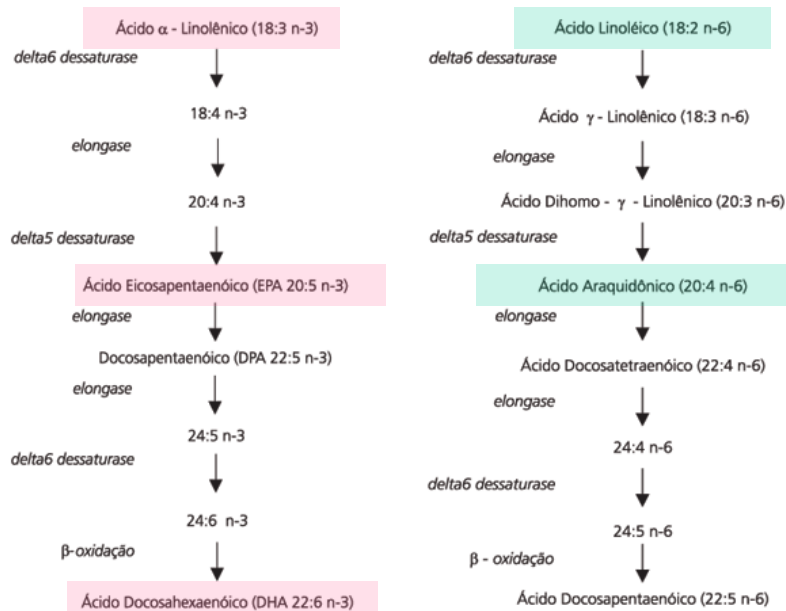 Ácido α - Linolênico (18:3 n-3)
delta6 dessaturase
18:4 n-3
elongase
20:4 n-3
delta5 dessaturase
Ácido Eicosapentaenóico (EPA 20:5 n-3)
elongase
Docosapentaenóico (DPA 22:5 n-3)
elongase
24:5 n-3
delta6 dessaturase
24:6 n-3
β-oxidação
Ácido Docosahexaenóico (DHA 22:6 n-3)
Ácido Linoléico (18:2 n-6)
delta6 dessaturase
Ácido γ - Linolênico (18:3 n-6)
elongase
Ácido Dihomo - γ - Linolênico (20:3 n-6)
delta5 dessaturase
Ácido Araquidônico (20:4 n-6)
elongase
Ácido Docosatetraenóico (22:4 n-6)
elongase
24:4 n-6
delta6 dessaturase
24:5 n-6
β - oxidação
Ácido Docosapentaenóico (22:5 n-6)